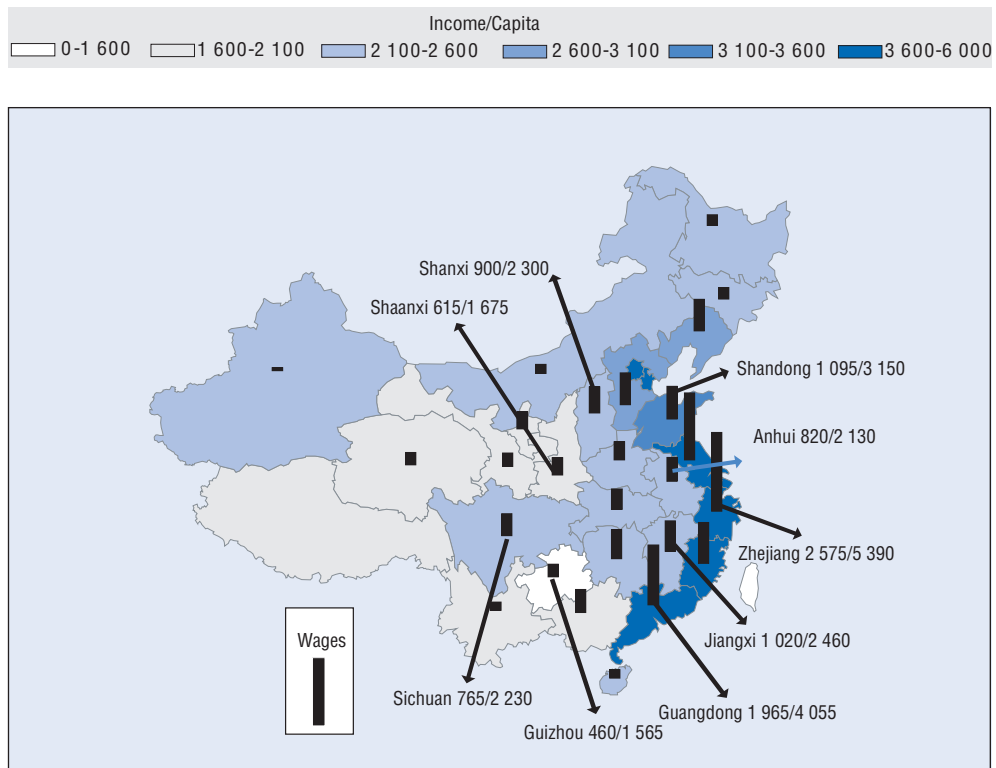 Income/Capita
0-1 600 1 600-2 100 2 100-2 600 2 600-3 100 3 100-3 600 3 600-6 000
Shanxi 900/2 300
Shaanxi 615/1 675
Shandong 1 095/3 150
Anhui 820/2 130
Zhejiang 2 575/5 390
Wages
Jiangxi 1 020/2 460
Sichuan 765/2 230
Guangdong 1 965/4 055
Guizhou 460/1 565